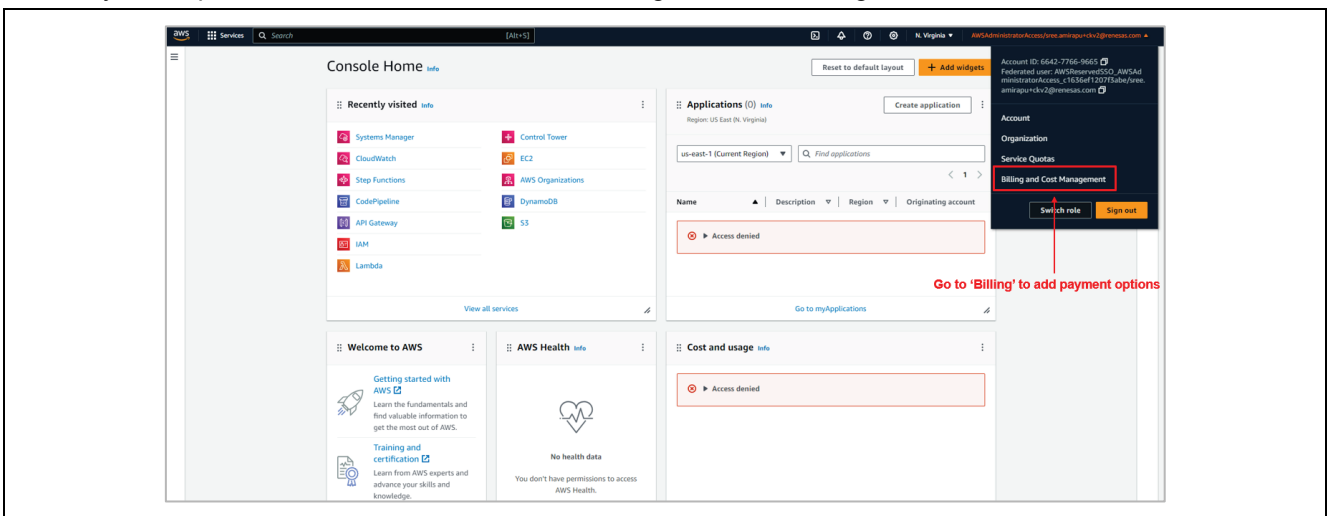 aws Services Search [Alt+S] N. Virginia AWSAdministratorAccess/sree.amirapu+ckv2@renesas.com
Console Home Info
Reset to default layout
+ Add widgets
Account ID: 6642-7766-9665
Federated user: AWSReservedSSO_AWSAd
ministratorAccess_c1636ef1207f3abe/sree.
amirapu+ckv2@renesas.com
Account
Organization
Service Quotas
Billing and Cost Management
Switch role
Sign out
Go to ‘Billing’ to add payment options
Recently visited Info
Systems Manager
CloudWatch
Step Functions
CodePipeline
API Gateway
IAM
Lambda
Control Tower
EC2
AWS Organizations
DynamoDB
S3
View all services
Applications (0) Info
Region: US East (N. Virginia)
Create application
us-east-1 (Current Region)
Find applications
1
Name Description Region Originating account
Access denied
Go to myApplications
Welcome to AWS
Getting started with
AWS
Learn the fundamentals and
find valuable information to
get the most out of AWS.
Training and
certification
Learn from AWS experts and
advance your skills and
knowledge.
AWS Health Info
No health data
You don't have permissions to access
AWS Health.
Cost and usage Info
Access denied